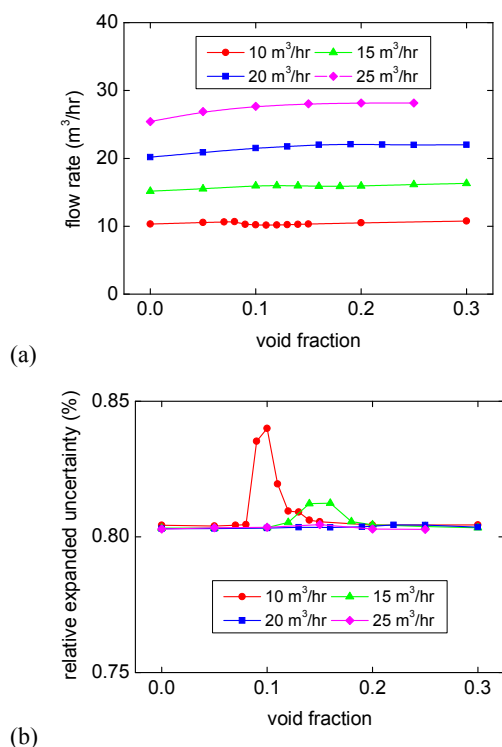 (a)
flow rate (m³/hr)
40
30
20
10
0
10 m³/hr 15 m³/hr
20 m³/hr 25 m³/hr
0.0 0.1 0.2 0.3
void fraction
(b)
relative expanded uncertainty (%)
0.85
0.80
0.75
10 m³/hr 15 m³/hr
20 m³/hr 25 m³/hr
0.0 0.1 0.2 0.3
void fraction